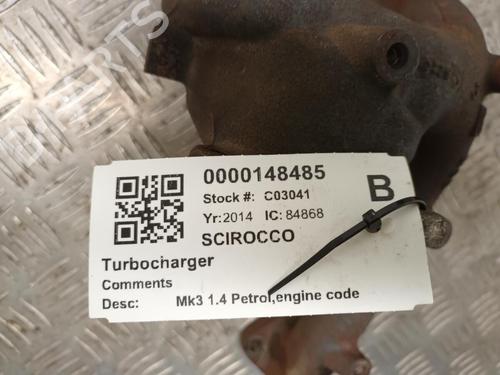 0000148485
Stock #: C03041
B
Yr: 2014 IC: 84868
SCIROCCO
Turbocharger
Comments
Desc: Mk3 1.4 Petrol,engine code